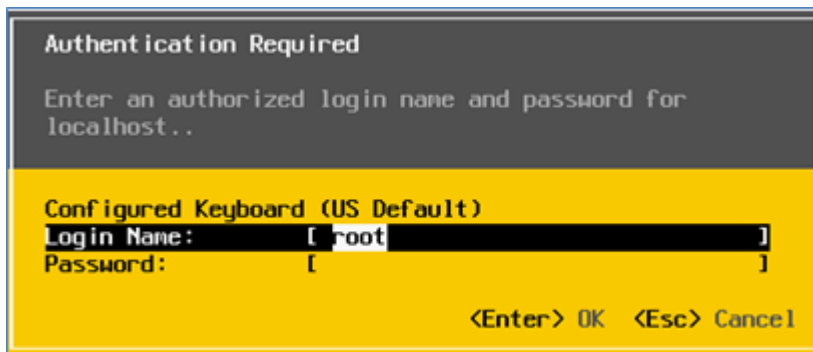 Authentication Required
Enter an authorized login name and password for
localhost..
Configured Keyboard (US Default)
Login Name: [ root ]
Password: [ ]
<Enter> OK <Esc> Cancel